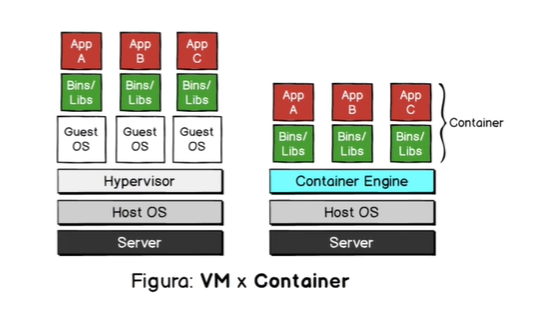 App A
App B
App C
Bins/ Libs
Bins/ Libs
Bins/ Libs
Guest OS
Guest OS
Guest OS
Hypervisor
Host OS
Server
App A
App B
App C
Bins/ Libs
Bins/ Libs
Bins/ Libs
Container
Container Engine
Host OS
Server
Figura: VM x Container